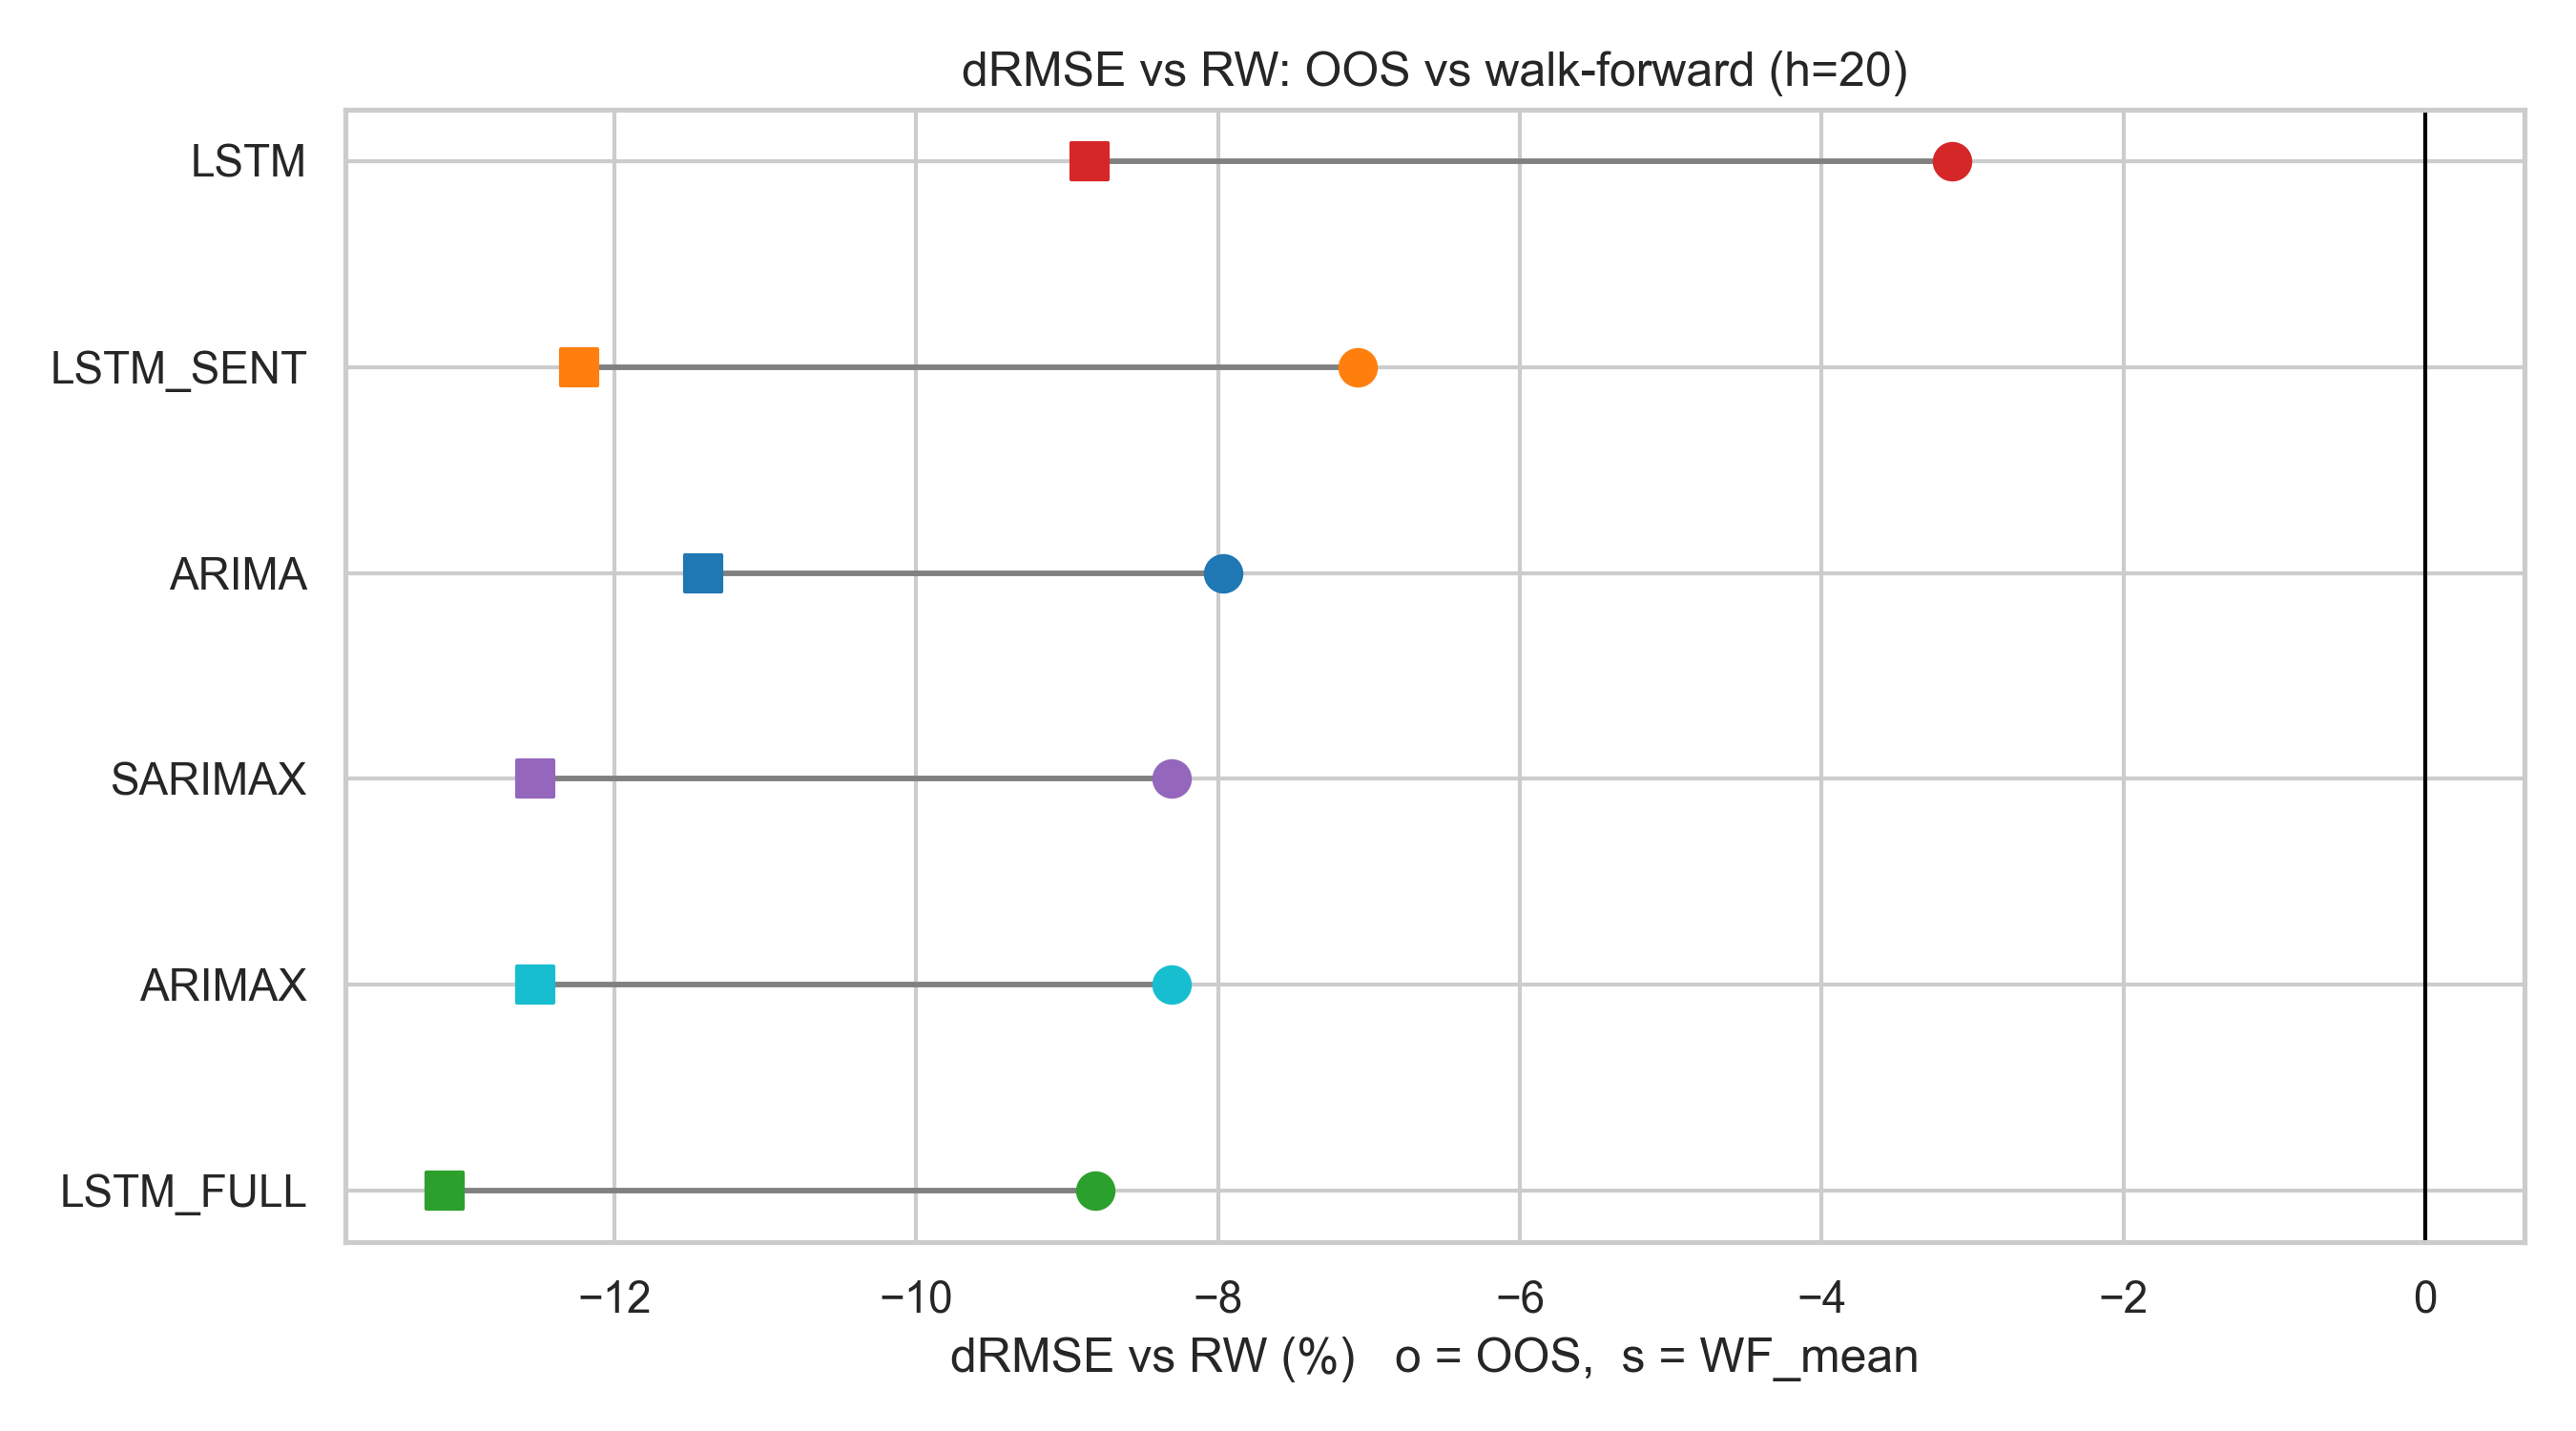 dRMSE vs RW: OOS vs walk-forward (h=20)
LSTM
LSTM_SENT
ARIMA
SARIMAX
ARIMAX
LSTM_FULL
−12 −10 −8 −6 −4 −2 0
dRMSE vs RW (%)   o = OOS,  s = WF_mean